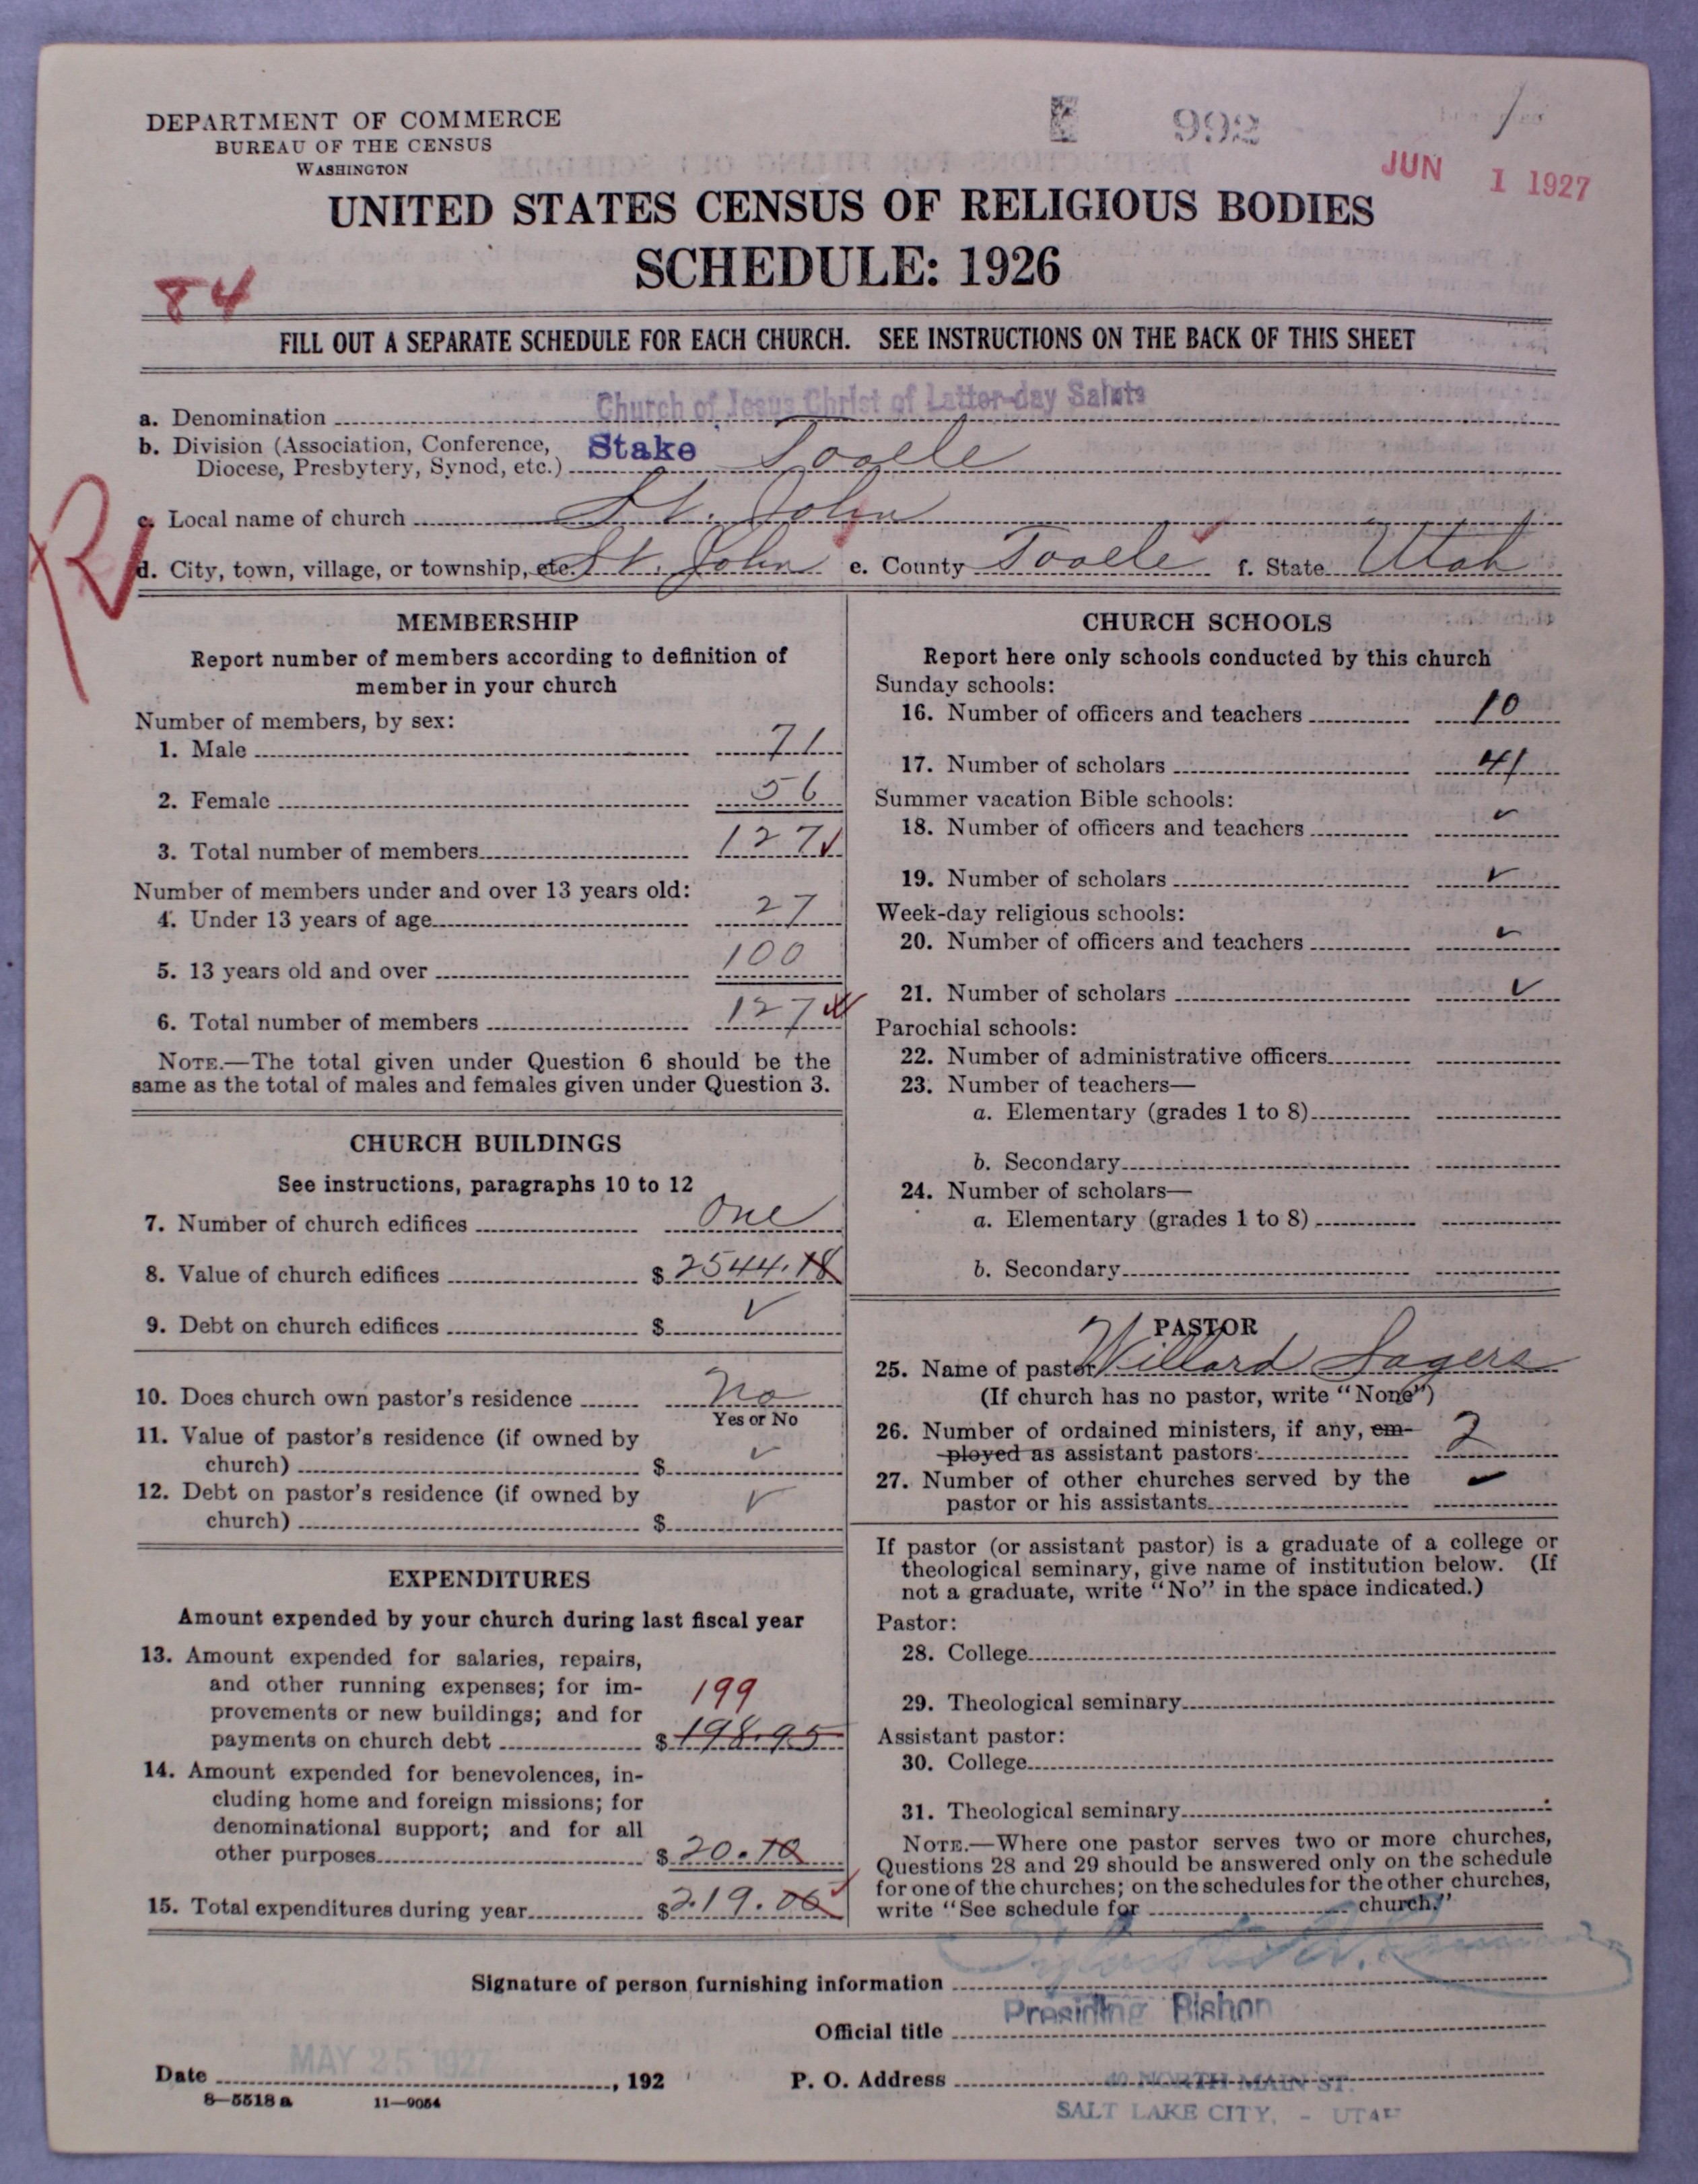 DEPARTMENT OF COMMERCE
BUREAU OF THE CENSUS
WASHINGTON
E 992
JUN 1 1927
UNITED STATES CENSUS OF RELIGIOUS BODIES
SCHEDULE: 1926
84
FILL OUT A SEPARATE SCHEDULE FOR EACH CHURCH. SEE INSTRUCTIONS ON THE BACK OF THIS SHEET
a. Denomination Church of Jesus Christ of Latter-day Saints
b. Division (Association, Conference, Diocese, Presbytery, Synod, etc.) Stake Tooele
c. Local name of church St. John
R
d. City, town, village, or township, etc. St. John e. County Tooele f. State Utah
MEMBERSHIP
Report number of members according to definition of
member in your church
Number of members, by sex:
1. Male 71
2. Female 56
3. Total number of members 127 ✓
Number of members under and over 13 years old:
4. Under 13 years of age 27
5. 13 years old and over 100
6. Total number of members 127 ✓
NOTE.—The total given under Question 6 should be the
same as the total of males and females given under Question 3.
CHURCH BUILDINGS
See instructions, paragraphs 10 to 12
7. Number of church edifices One
8. Value of church edifices $ 2544.18
9. Debt on church edifices $ ✓
10. Does church own pastor's residence No
Yes or No
11. Value of pastor's residence (if owned by
church) $ ✓
12. Debt on pastor's residence (if owned by
church) $ ✓
EXPENDITURES
Amount expended by your church during last fiscal year
13. Amount expended for salaries, repairs,
and other running expenses; for im-
provements or new buildings; and for
199
payments on church debt $ 198.95
14. Amount expended for benevolences, in-
cluding home and foreign missions; for
denominational support; and for all
other purposes $ 20.10
15. Total expenditures during year $ 219.06 ✓
CHURCH SCHOOLS
Report here only schools conducted by this church
Sunday schools:
16. Number of officers and teachers 10
17. Number of scholars 41
Summer vacation Bible schools:
18. Number of officers and teachers ✓
19. Number of scholars ✓
Week-day religious schools:
20. Number of officers and teachers ✓
21. Number of scholars ✓
Parochial schools:
22. Number of administrative officers
23. Number of teachers—
a. Elementary (grades 1 to 8)
b. Secondary
24. Number of scholars—
a. Elementary (grades 1 to 8)
b. Secondary
PASTOR
25. Name of pastor Willard Sagers
(If church has no pastor, write "None")
26. Number of ordained ministers, if any, em-
ployed as assistant pastors 2
27. Number of other churches served by the
pastor or his assistants ✓
If pastor (or assistant pastor) is a graduate of a college or
theological seminary, give name of institution below. (If
not a graduate, write "No" in the space indicated.)
Pastor:
28. College
29. Theological seminary
Assistant pastor:
30. College
31. Theological seminary
NOTE.—Where one pastor serves two or more churches,
Questions 28 and 29 should be answered only on the schedule
for one of the churches; on the schedules for the other churches,
write "See schedule for church."
Signature of person furnishing information
Official title Presiding Bishop
Date MAY 25 1927, 192
P. O. Address 40 NORTH MAIN ST.
SALT LAKE CITY, - UTAH
8—5518 a 11—9054